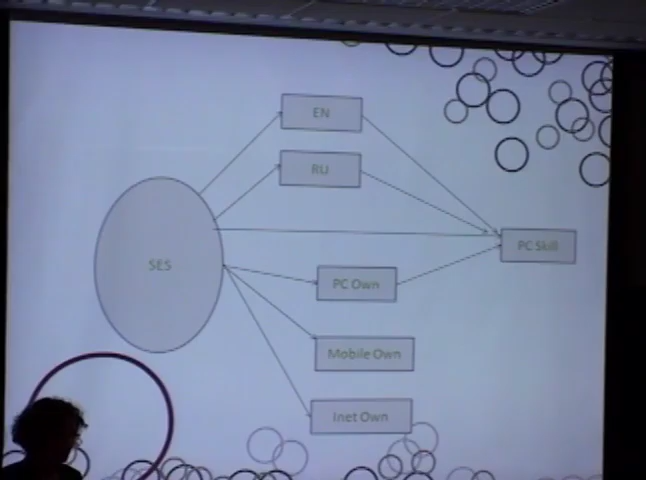 EN
RU
SES
PC Skill
PC Own
Mobile Own
Inet Own